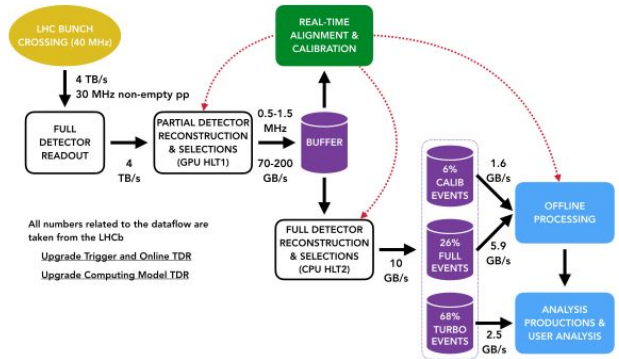 LHC BUNCH
CROSSING (40 MHz)
4 TB/s
30 MHz non-empty pp
FULL
DETECTOR
READOUT
4
TB/s
PARTIAL DETECTOR
RECONSTRUCTION
& SELECTIONS
(GPU HLT1)
0.5-1.5
MHz
70-200
GB/s
REAL-TIME
ALIGNMENT &
CALIBRATION
BUFFER
FULL DETECTOR
RECONSTRUCTION
& SELECTIONS
(CPU HLT2)
10
GB/s
6%
CALIB
EVENTS
26%
FULL
EVENTS
68%
TURBO
EVENTS
1.6
GB/s
5.9
GB/s
2.5
GB/s
OFFLINE
PROCESSING
ANALYSIS
PRODUCTIONS &
USER ANALYSIS
All numbers related to the dataflow are
taken from the LHCb
Upgrade Trigger and Online TDR
Upgrade Computing Model TDR